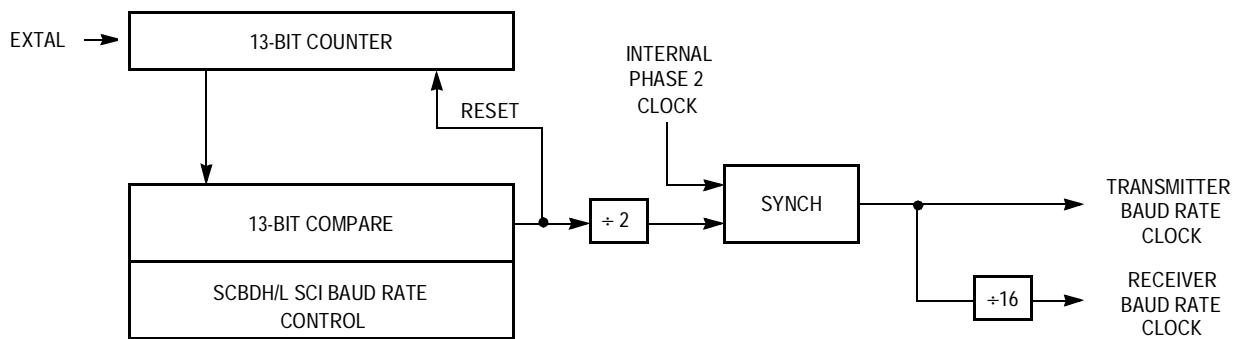 EXTAL
13-BIT COUNTER
INTERNAL
PHASE 2
CLOCK
RESET
13-BIT COMPARE
÷ 2
SYNCH
TRANSMITTER
BAUD RATE
CLOCK
SCBDH/L SCI BAUD RATE
CONTROL
÷16
RECEIVER
BAUD RATE
CLOCK